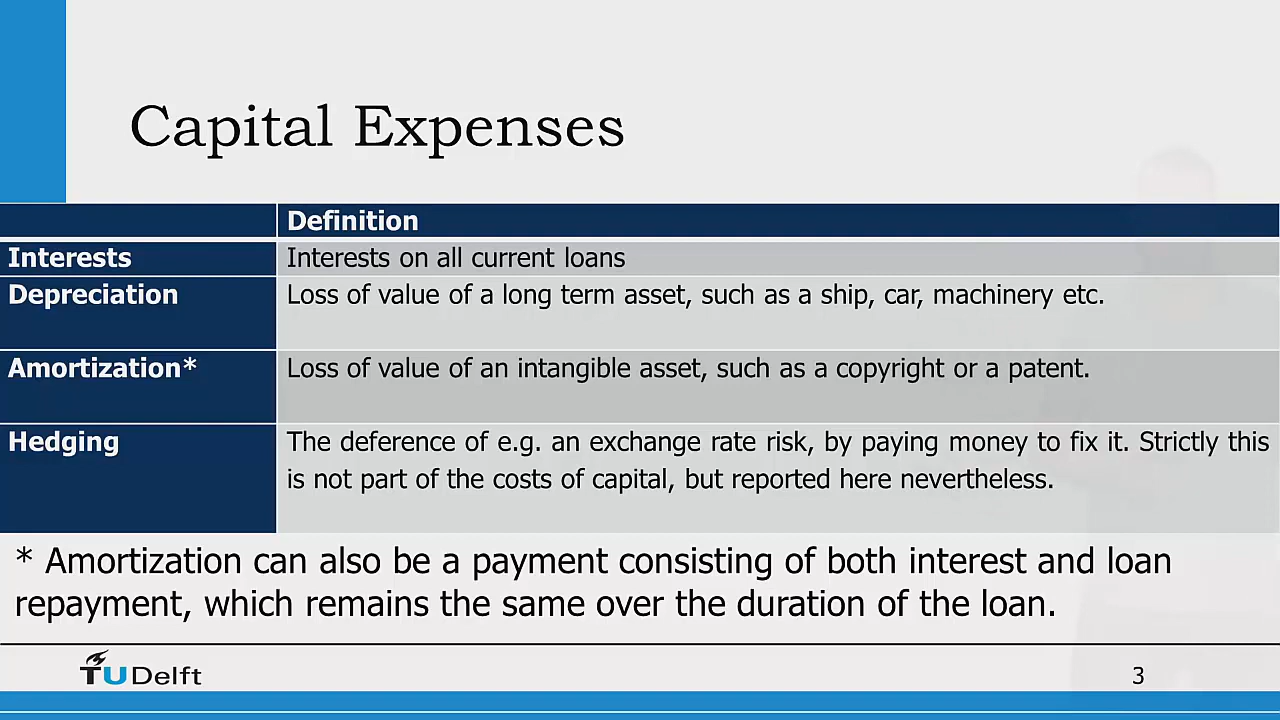 Capital Expenses
Definition
Interests
Interests on all current loans
Depreciation
Loss of value of a long term asset, such as a ship, car, machinery etc.
Amortization*
Loss of value of an intangible asset, such as a copyright or a patent.
Hedging
The deference of e.g. an exchange rate risk, by paying money to fix it. Strictly this
is not part of the costs of capital, but reported here nevertheless.
* Amortization can also be a payment consisting of both interest and loan
repayment, which remains the same over the duration of the loan.
TUDelft
3